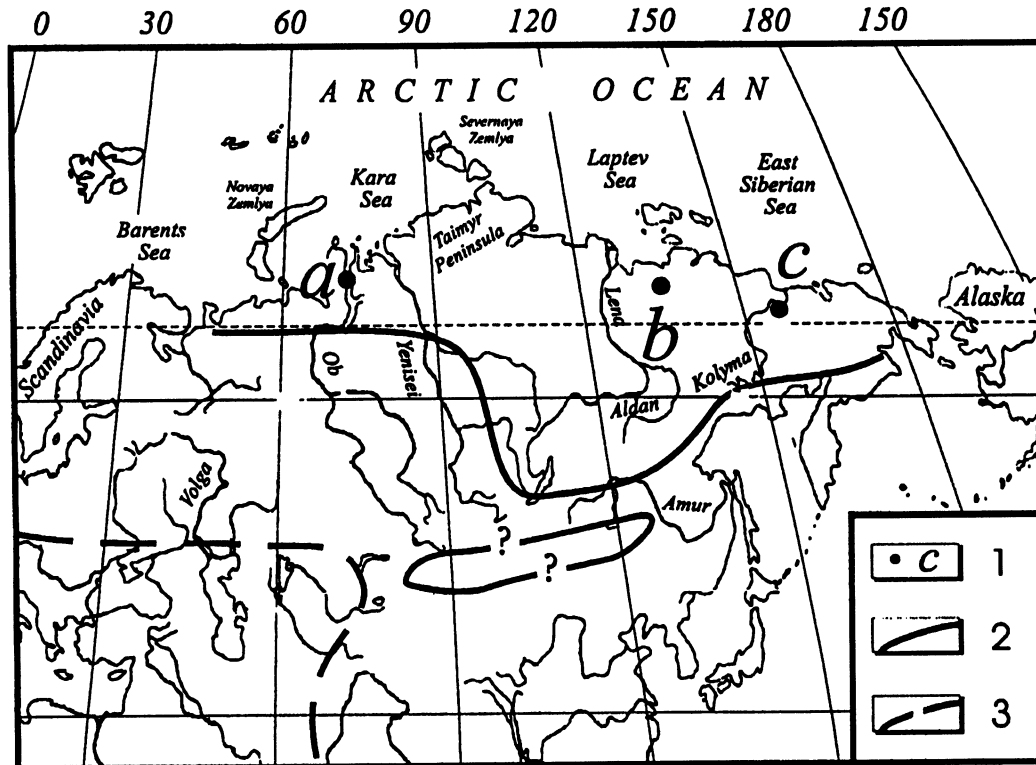 0 30 60 90 120 150 180 150
ARCTIC OCEAN
Severnaya
Zemlya
Laptev
Sea
East
Siberian
Sea
Kara
Sea
Novaya
Zemlya
Barents
Sea
Taimyr
Peninsula
a
b
c
Scandinavia
Alaska
Lena
Ob
Yenisei
Kolyma
Aldan
Volga
Amur
?
?
c 1
2
3